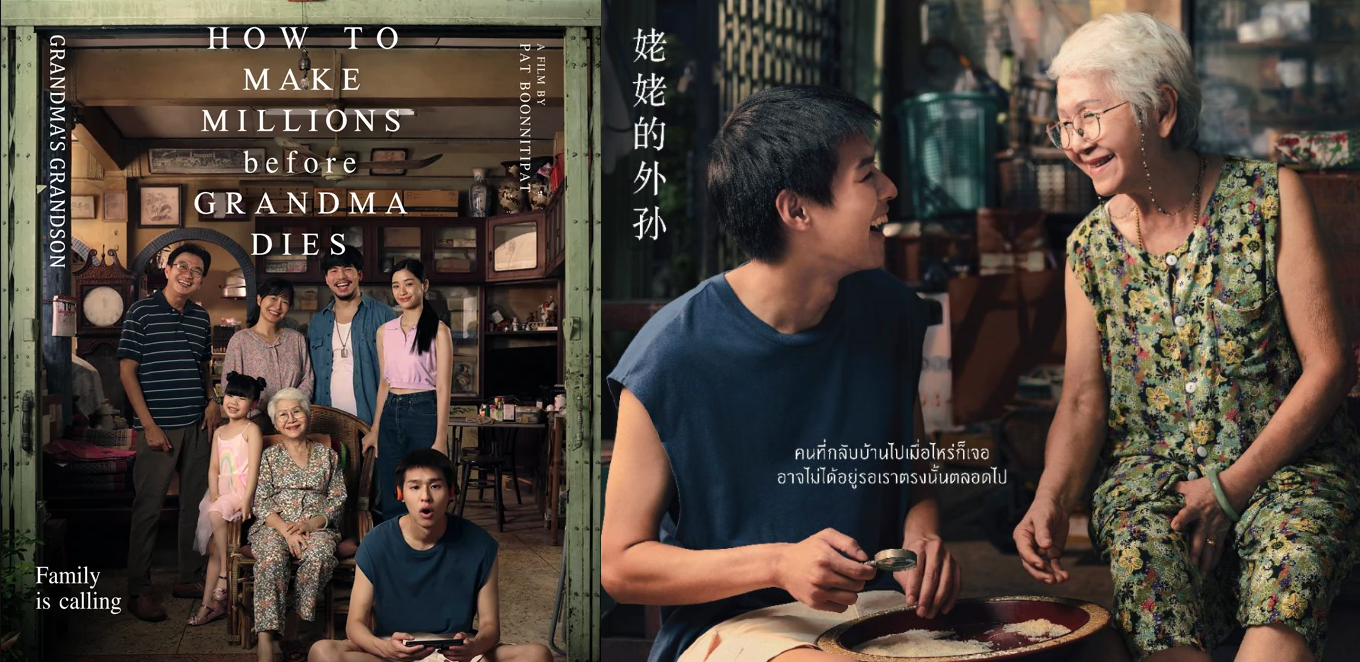 GRANDMA'S GRANDSON
HOW TO
MAKE
MILLIONS
before
GRANDMA
DIES
A FILM BY
PAT BOONNITIPAT
Family
is calling
姥姥的外孙
คนที่กลับบ้านไปเมื่อไหร่ก็เจอ
อาจไม่ได้อยู่รอเราตรงนั้นตลอดไป